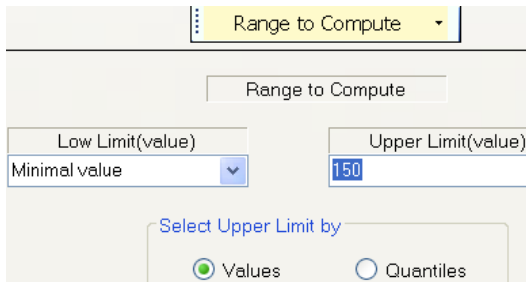 Range to Compute
Range to Compute
Low Limit(value) Upper Limit(value)
Minimal value 150
Select Upper Limit by
Values Quantiles